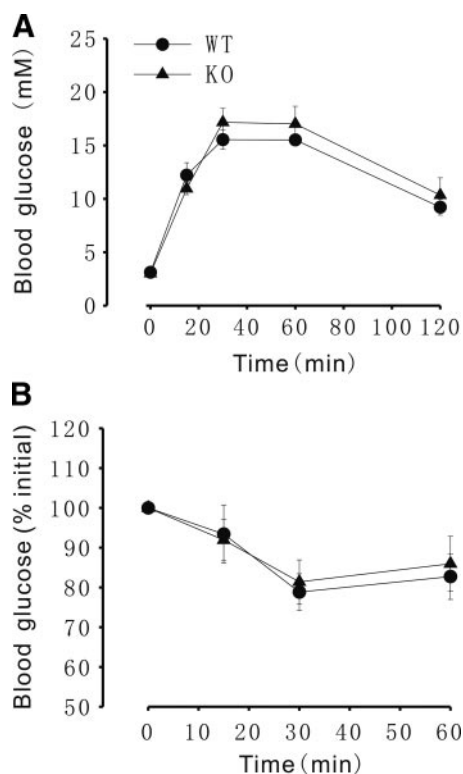 A
WT
KO
Blood glucose (mM)
25
20
15
10
5
0
0 20 40 60 80 100 120
Time (min)
B
Blood glucose (% initial)
120
110
100
90
80
70
60
50
0 10 20 30 40 50 60
Time (min)